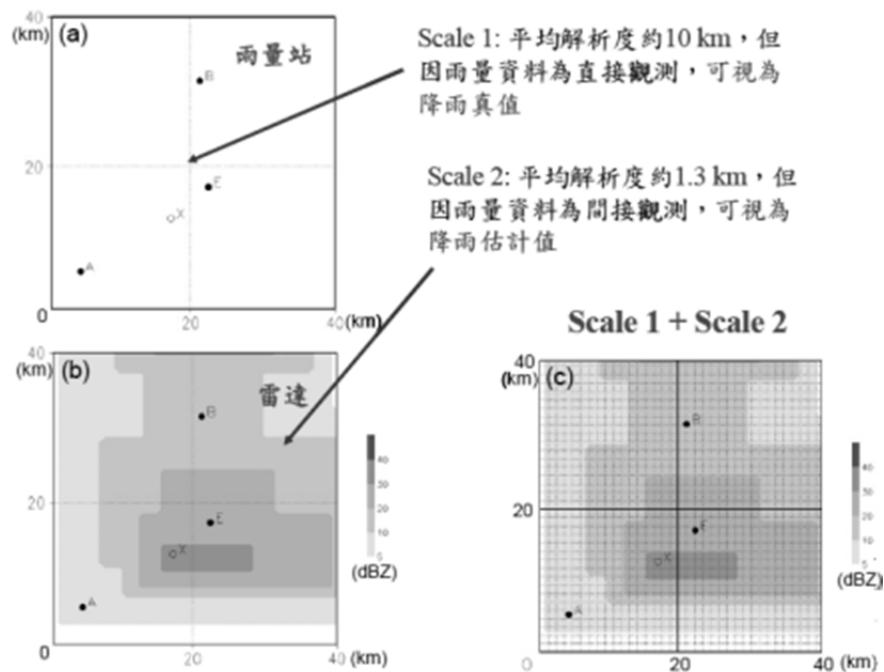 40
(km)
(a)
雨量站
B
20
E
X
A
0
20
40(km)
Scale 1: 平均解析度約10 km，但
因雨量資料為直接觀測，可視為
降雨真值
Scale 2: 平均解析度約1.3 km，但
因雨量資料為間接觀測，可視為
降雨估計值
40
(km)
(b)
雷達
B
20
E
X
A
0
20
40
(km)
40
30
20
10
5
(dBZ)
Scale 1 + Scale 2
40
(km)
(c)
B
20
E
X
A
0
20
40 (km)
40
30
20
10
5
(dBZ)